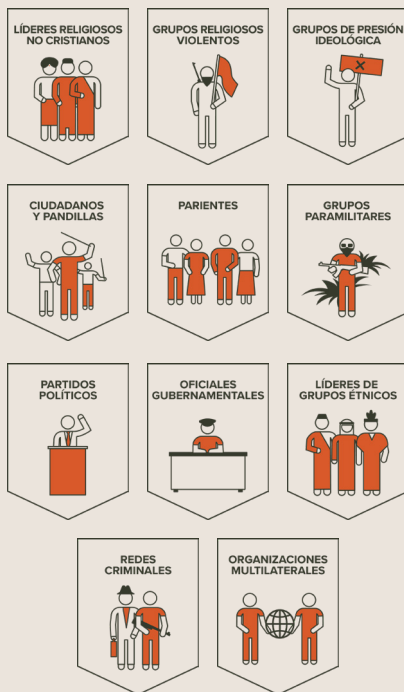 LÍDERES RELIGIOSOS
NO CRISTIANOS
GRUPOS RELIGIOSOS
VIOLENTOS
GRUPOS DE PRESIÓN
IDEOLÓGICA
CIUDADANOS
Y PANDILLAS
PARIENTES
GRUPOS
PARAMILITARES
PARTIDOS
POLÍTICOS
OFICIALES
GUBERNAMENTALES
LÍDERES DE
GRUPOS ÉTNICOS
REDES
CRIMINALES
ORGANIZACIONES
MULTILATERALES